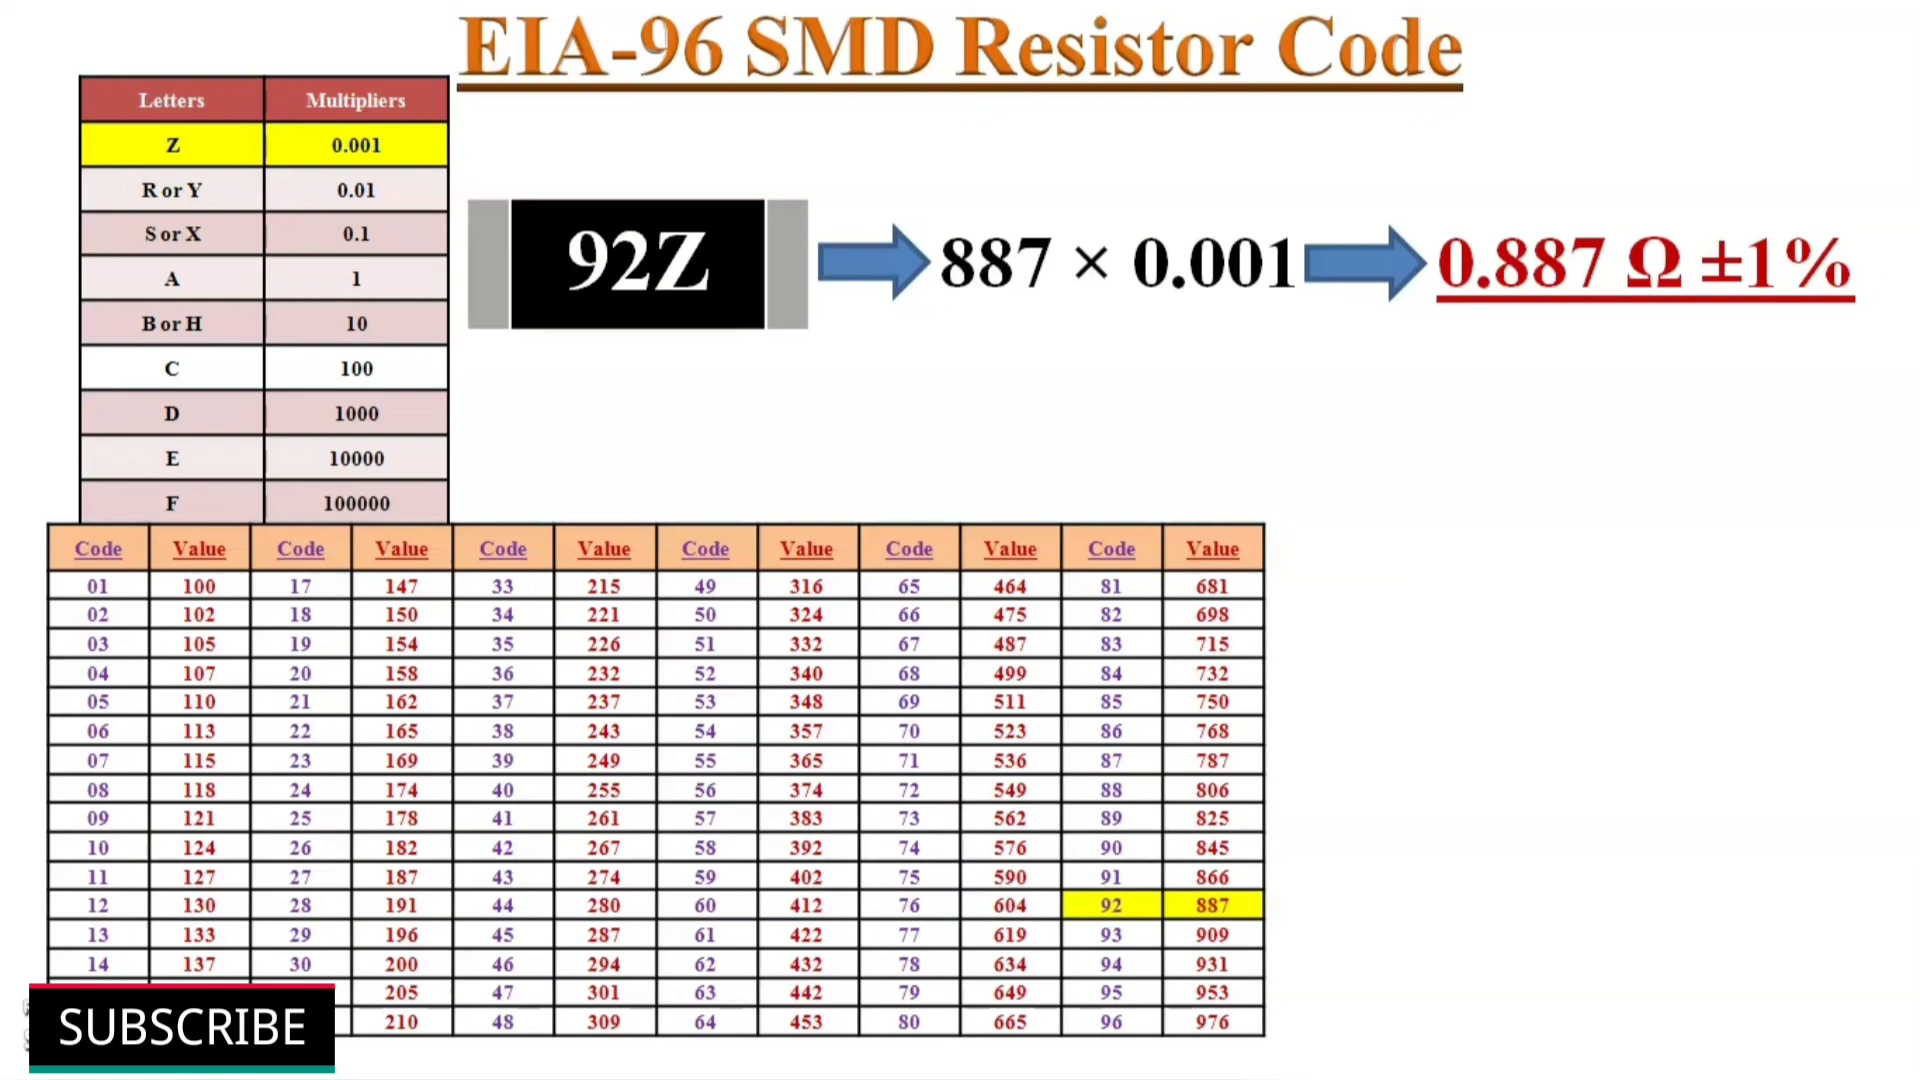 EIA-96 SMD Resistor Code
Letters Multipliers
Z 0.001
R or Y 0.01
S or X 0.1
A 1
B or H 10
C 100
D 1000
E 10000
F 100000
92Z 887 × 0.001 0.887 Ω ±1%
Code Value Code Value Code Value Code Value Code Value Code Value
01 100 17 147 33 215 49 316 65 464 81 681
02 102 18 150 34 221 50 324 66 475 82 698
03 105 19 154 35 226 51 332 67 487 83 715
04 107 20 158 36 232 52 340 68 499 84 732
05 110 21 162 37 237 53 348 69 511 85 750
06 113 22 165 38 243 54 357 70 523 86 768
07 115 23 169 39 249 55 365 71 536 87 787
08 118 24 174 40 255 56 374 72 549 88 806
09 121 25 178 41 261 57 383 73 562 89 825
10 124 26 182 42 267 58 392 74 576 90 845
11 127 27 187 43 274 59 402 75 590 91 866
12 130 28 191 44 280 60 412 76 604 92 887
13 133 29 196 45 287 61 422 77 619 93 909
14 137 30 200 46 294 62 432 78 634 94 931
205 47 301 63 442 79 649 95 953
210 48 309 64 453 80 665 96 976
SUBSCRIBE